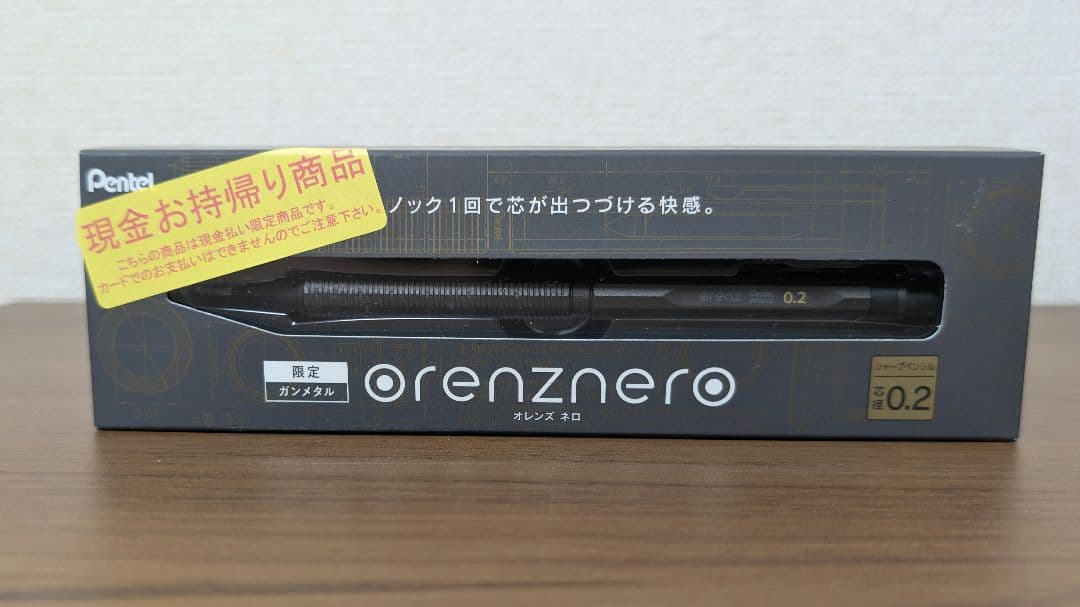 Pentel
現金お持帰り商品
こちらの商品は現金払い限定商品です。
カードでのお支払いはできませんのでご注意下さい。
ノック1回で芯が出つづける快感。
orenz Pentel 0.2
限定
ガンメタル
orenznero
オレンズ ネロ
シャープペンシル
芯径 0.2